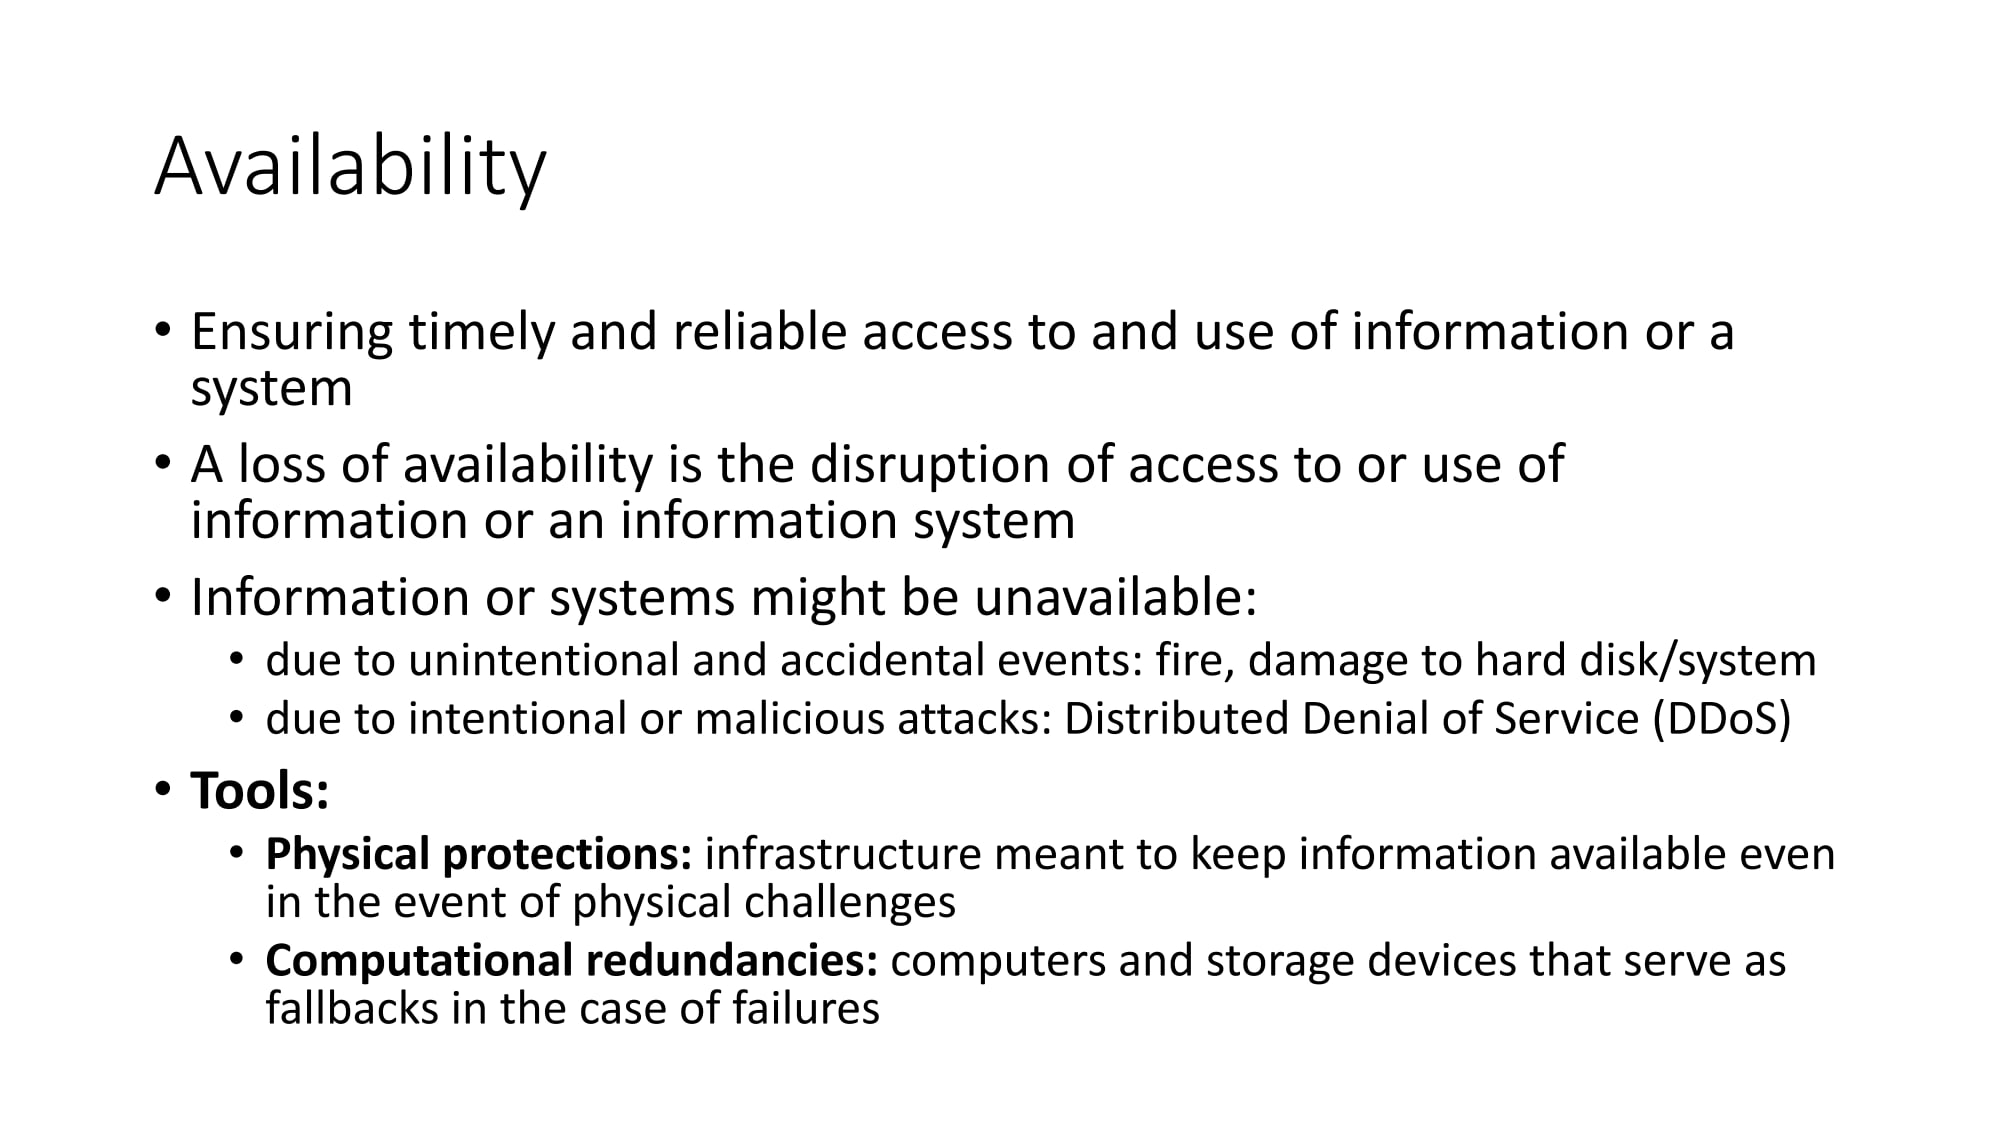 Availability
• Ensuring timely and reliable access to and use of information or a
system
• A loss of availability is the disruption of access to or use of
information or an information system
• Information or systems might be unavailable:
• due to unintentional and accidental events: fire, damage to hard disk/system
• due to intentional or malicious attacks: Distributed Denial of Service (DDoS)
• Tools:
• Physical protections: infrastructure meant to keep information available even
in the event of physical challenges
• Computational redundancies: computers and storage devices that serve as
fallbacks in the case of failures